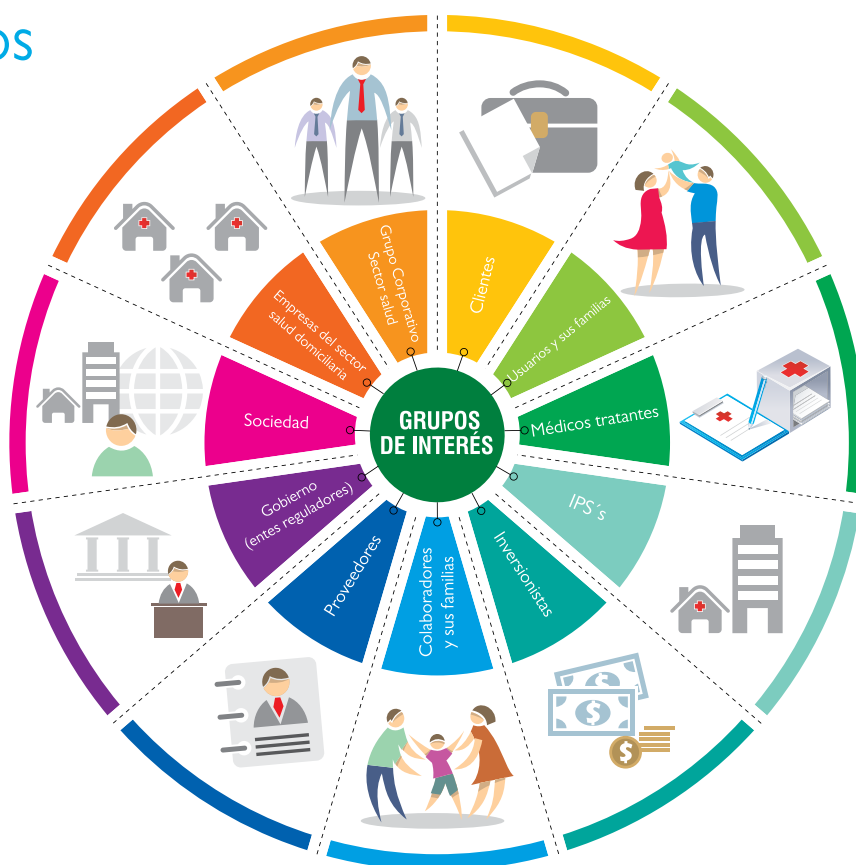 os
GRUPOS
DE INTERÉS
Clientes
Usuarios y sus familias
Médicos tratantes
IPS´s
Inversionistas
Colaboradores
y sus familias
Proveedores
Gobierno
(entes reguladores)
Sociedad
Empresas del sector
salud domiciliaria
Grupo Corporativo
Sector salud